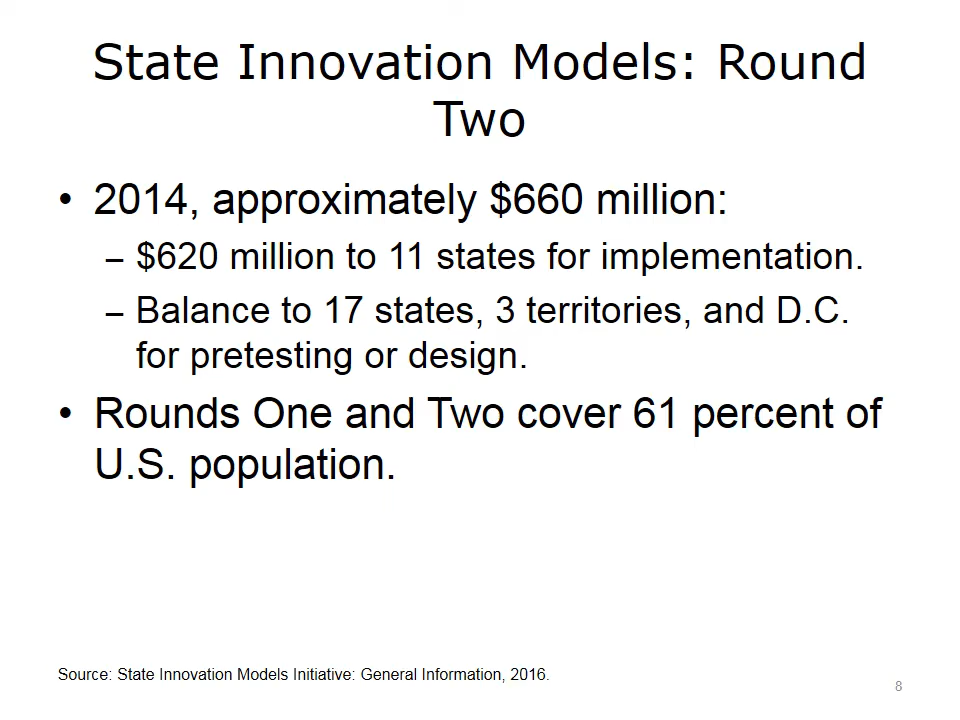 State Innovation Models: Round
Two
• 2014, approximately $660 million:
– $620 million to 11 states for implementation.
– Balance to 17 states, 3 territories, and D.C.
for pretesting or design.
• Rounds One and Two cover 61 percent of
U.S. population.
Source: State Innovation Models Initiative: General Information, 2016.
8